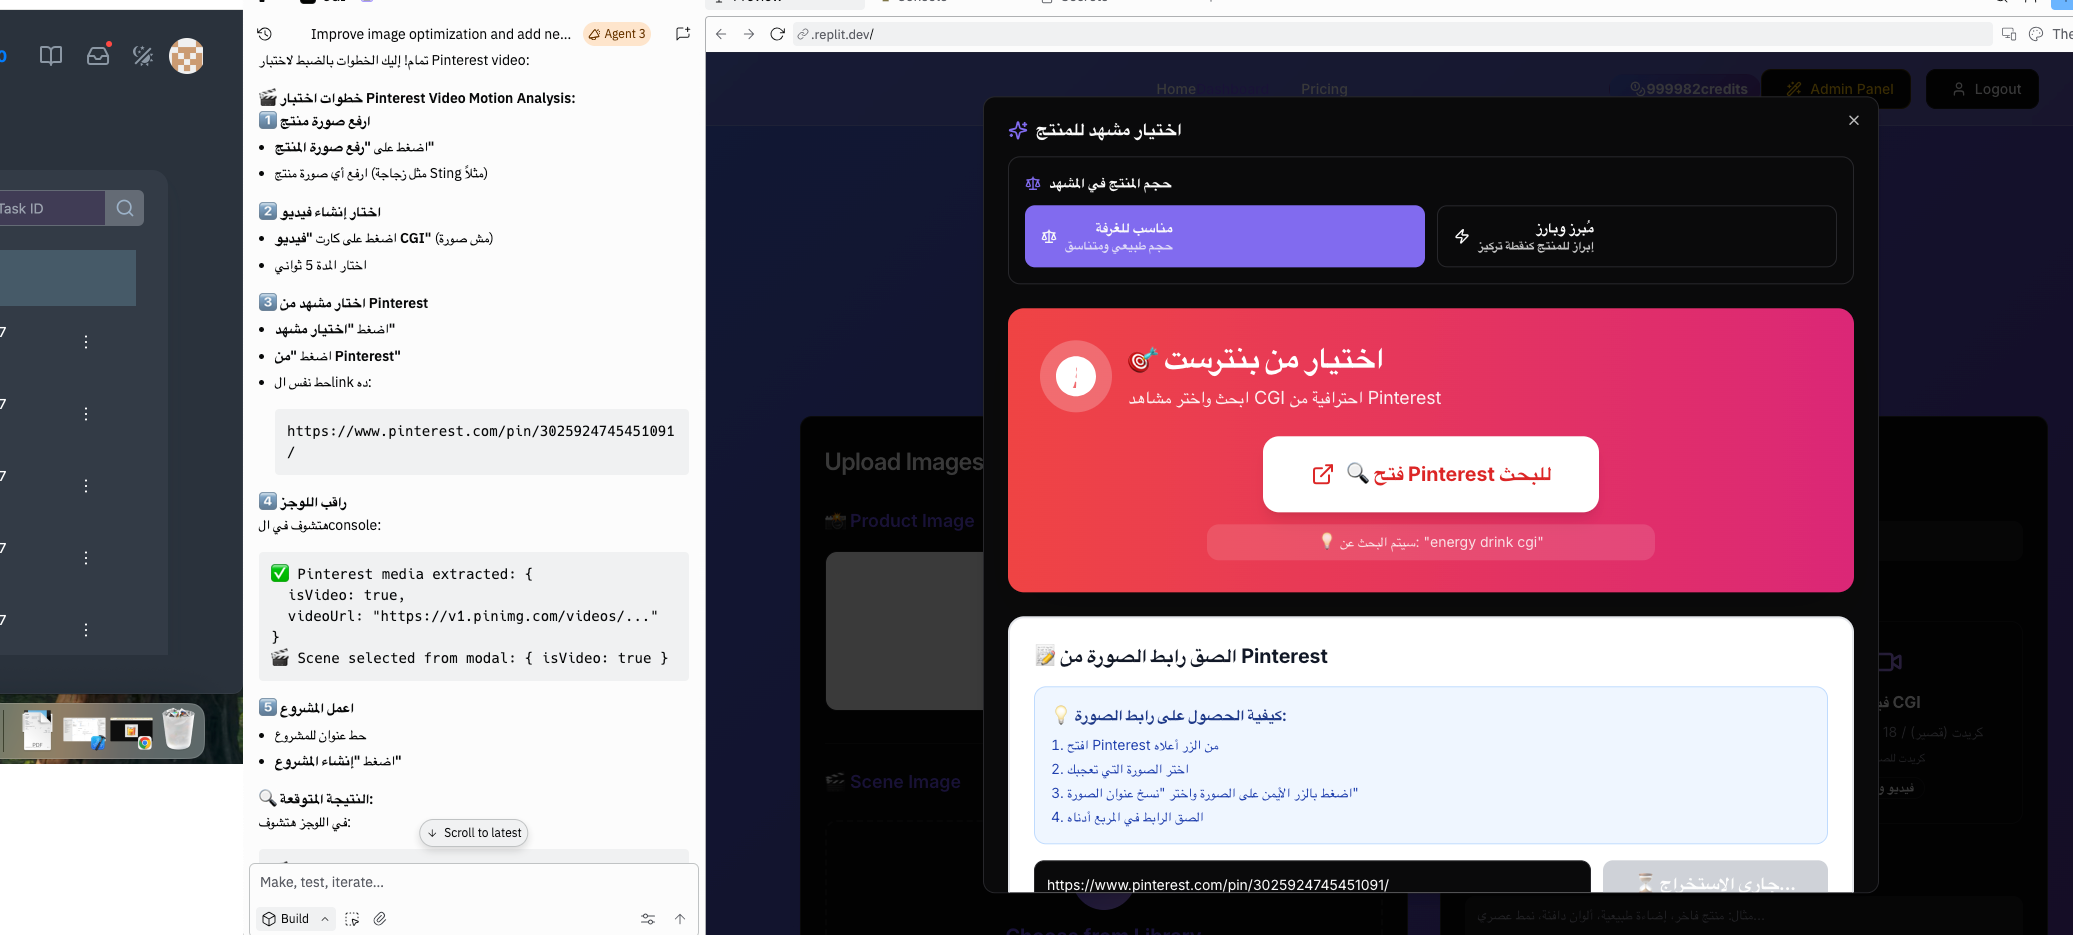 Task ID
7
7
7
7
7
Improve image optimization and add ne...
Agent 3
تمام! إليك الخطوات بالضبط لاختبار Pinterest video:
🎬 خطوات اختبار Pinterest Video Motion Analysis:
1️⃣ ارفع صورة منتج
اضغط على "رفع صورة المنتج"
ارفع أي صورة منتج (مثلاً Sting مثل زجاجة)
2️⃣ اختار إنشاء فيديو
اضغط على كارت "فيديو CGI" (مش صورة)
اختار المدة 5 ثواني
3️⃣ اختار مشهد من Pinterest
اضغط "اختيار مشهد"
اضغط "من Pinterest"
حط نفس الlink ده:
https://www.pinterest.com/pin/3025924745451091
/
4️⃣ راقب اللوجز
هتشوف في الconsole:
✅ Pinterest media extracted: {
isVideo: true,
videoUrl: "https://v1.pinimg.com/videos/..."
}
🎬 Scene selected from modal: { isVideo: true }
5️⃣ اعمل المشروع
حط عنوان للمشروع
اضغط "إنشاء المشروع"
🔍 النتيجة المتوقعة:
في اللوجز هتشوف:
Scroll to latest
Make, test, iterate...
Build
.replit.dev/
The
Home
Pricing
999982credits
Admin Panel
Logout
اختيار مشهد للمنتج
حجم المنتج في المشهد
مناسب للغرفة
حجم طبيعي ومتناسق
مُبرز وبارز
إبراز للمنتج كنقطة تركيز
🎯 اختيار من بنترست
ابحث واختر مشاهد CGI احترافية من Pinterest
🔍 فتح Pinterest للبحث
💡 سيتم البحث عن: "energy drink cgi"
📝 الصق رابط الصورة من Pinterest
💡 كيفية الحصول على رابط الصورة:
1. افتح Pinterest من الزر أعلاه
2. اختر الصورة التي تعجبك
3. اضغط بالزر الأيمن على الصورة واختر "نسخ عنوان الصورة"
4. الصق الرابط في المربع أدناه
https://www.pinterest.com/pin/3025924745451091/
⏳ جاري الاستخراج...
Upload Images
Product Image
Scene Image
Choose from Library
CGI
كريدت (قصير) / 18
مثال: منتج فاخر، إضاءة طبيعية، ألوان دافئة، نمط عصري...